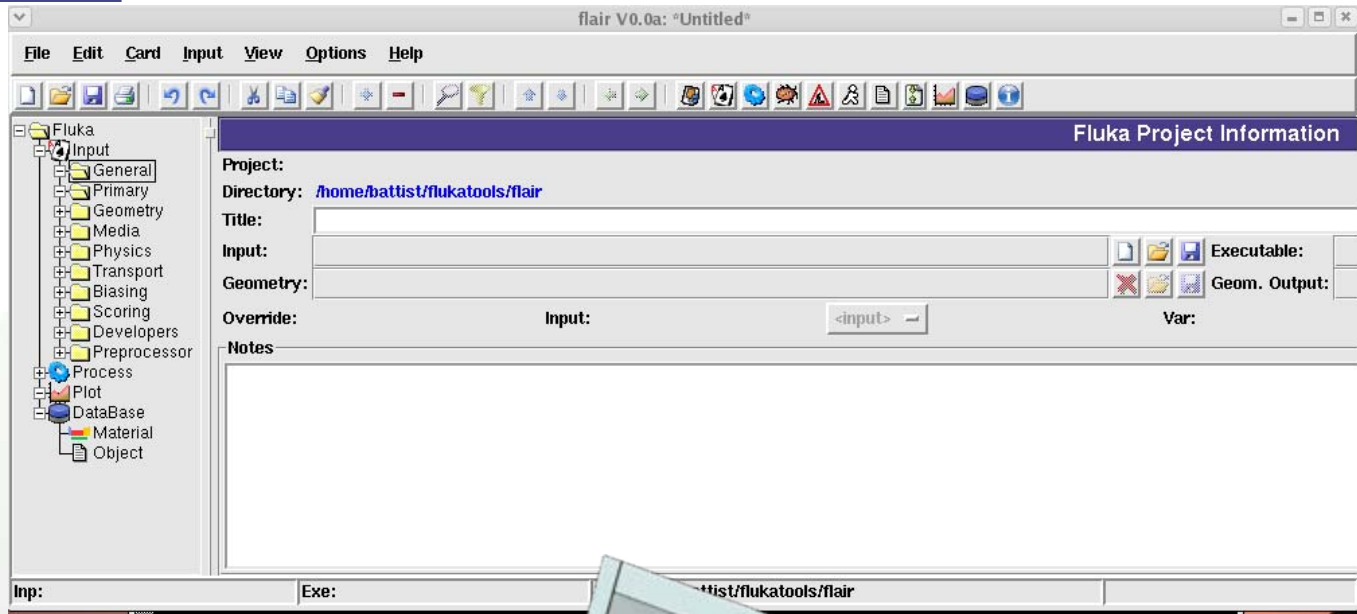 flair V0.0a: *Untitled*
File Edit Card Input View Options Help
Fluka
Input
General
Primary
Geometry
Media
Physics
Transport
Biasing
Scoring
Developers
Preprocessor
Process
Plot
DataBase
Material
Object
Fluka Project Information
Project:
Directory: /home/battist/flukatools/flair
Title:
Input: Executable:
Geometry: Geom. Output:
Override: Input: <input> Var:
Notes
Inp: Exe: ttist/flukatools/flair